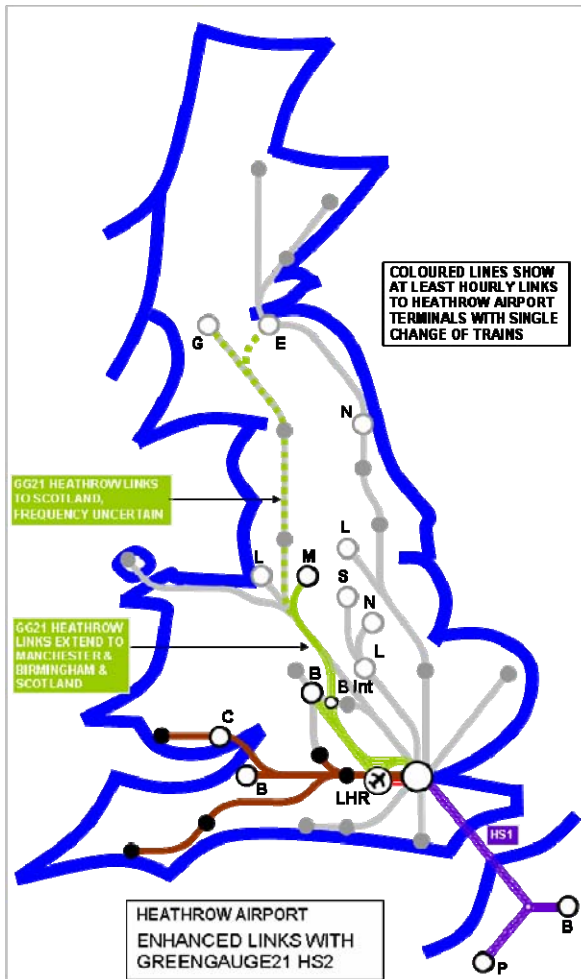 COLOURED LINES SHOW
AT LEAST HOURLY LINKS
TO HEATHROW AIRPORT
TERMINALS WITH SINGLE
CHANGE OF TRAINS
G
E
N
GG21 HEATHROW LINKS
TO SCOTLAND,
FREQUENCY UNCERTAIN
L
M
L
S
N
GG21 HEATHROW
LINKS EXTEND TO
MANCHESTER &
BIRMINGHAM &
SCOTLAND
L
B
B Int
C
B
LHR
HS1
B
P
HEATHROW AIRPORT
ENHANCED LINKS WITH
GREENGAUGE21 HS2